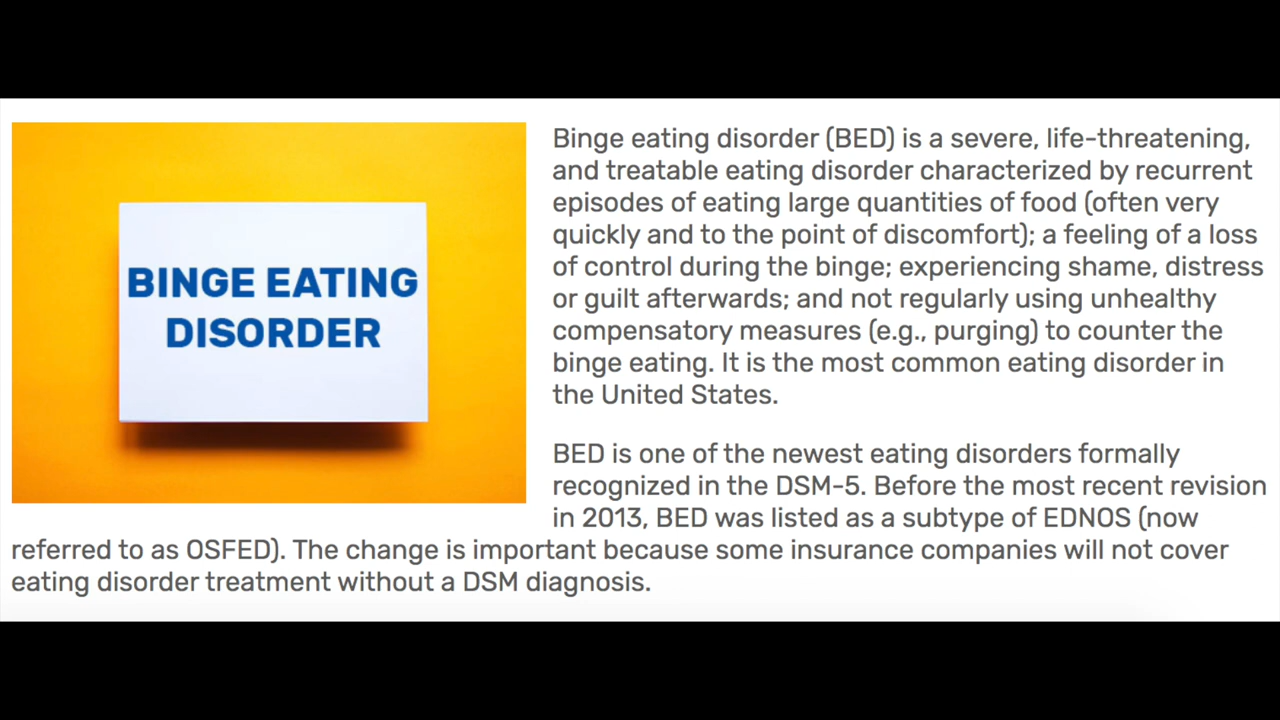 BINGE EATING
DISORDER
Binge eating disorder (BED) is a severe, life-threatening,
and treatable eating disorder characterized by recurrent
episodes of eating large quantities of food (often very
quickly and to the point of discomfort); a feeling of a loss
of control during the binge; experiencing shame, distress
or guilt afterwards; and not regularly using unhealthy
compensatory measures (e.g., purging) to counter the
binge eating. It is the most common eating disorder in
the United States.
BED is one of the newest eating disorders formally
recognized in the DSM-5. Before the most recent revision
in 2013, BED was listed as a subtype of EDNOS (now
referred to as OSFED). The change is important because some insurance companies will not cover
eating disorder treatment without a DSM diagnosis.